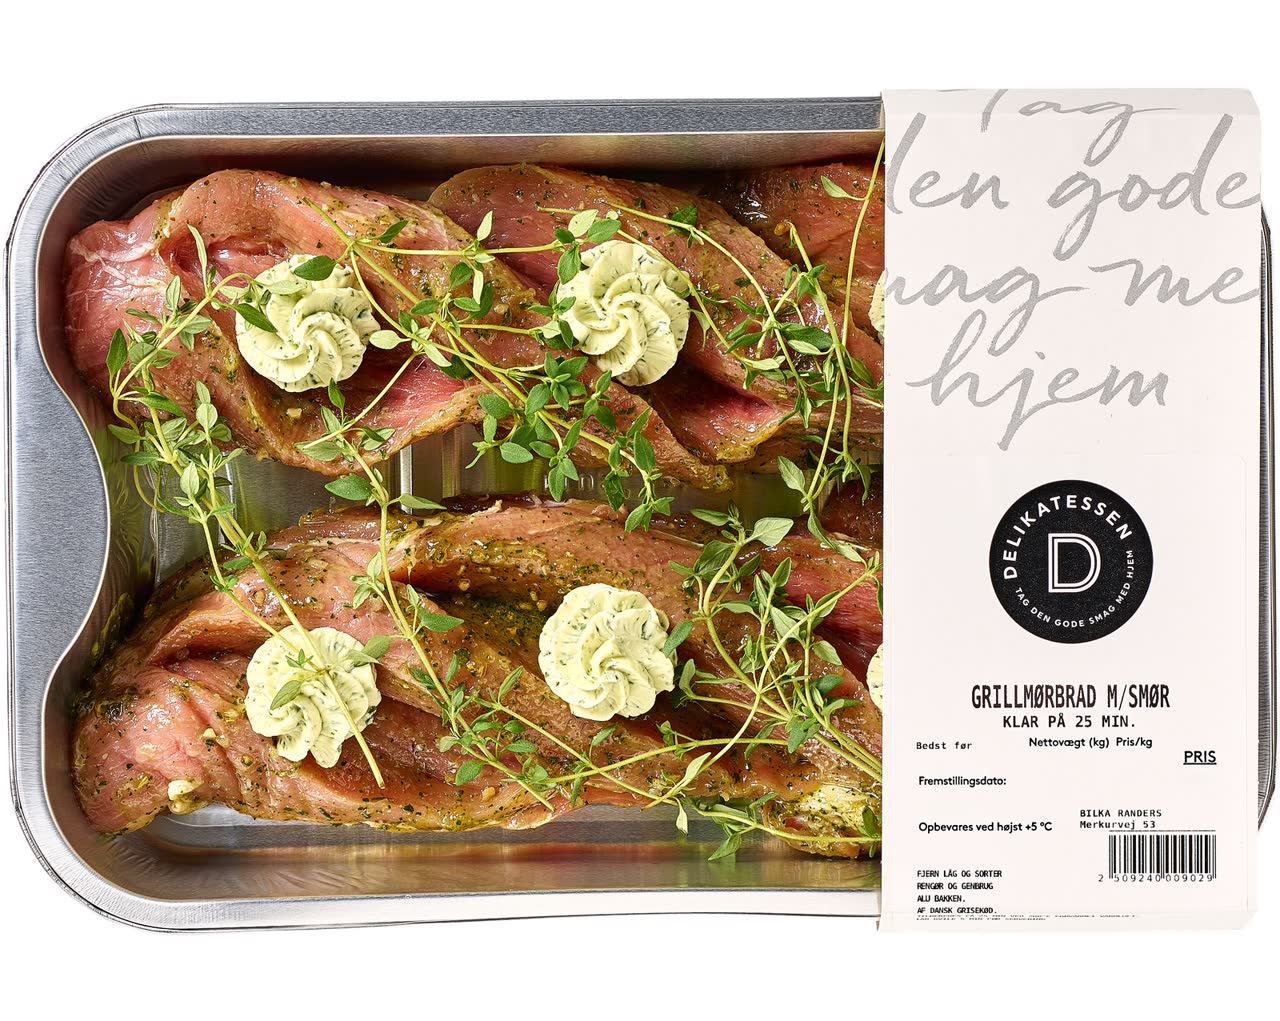 Tag
den gode
smag me
hjem
DELIKATESSEN
D
TAG DEN GODE SMAG MED HJEM
GRILLMØRBRAD M/SMØR
KLAR PÅ 25 MIN.
Bedst før Nettovægt (kg) Pris/kg
PRIS
Fremstillingsdato:
BILKA RANDERS
Opbevares ved højst +5 °C Merkurvej 53
2 509240 009029
FJERN LÅG OG SORTER
RENGØR OG GENBRUG
ALU BAKKEN.
AF DANSK GRISEKØD.